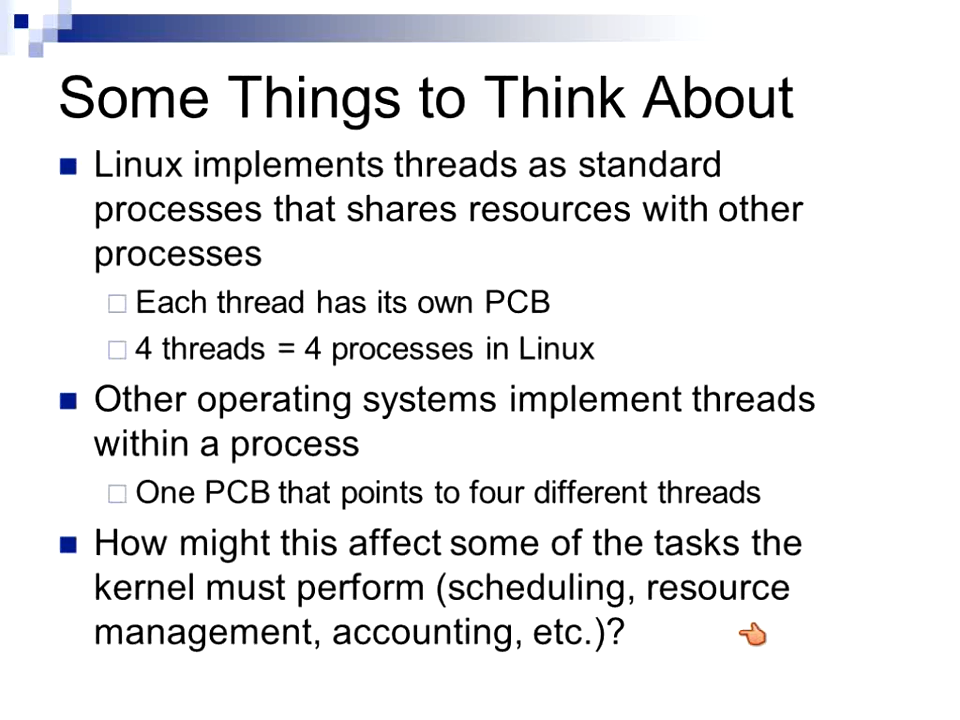 Some Things to Think About
Linux implements threads as standard
processes that shares resources with other
processes
Each thread has its own PCB
4 threads = 4 processes in Linux
Other operating systems implement threads
within a process
One PCB that points to four different threads
How might this affect some of the tasks the
kernel must perform (scheduling, resource
management, accounting, etc.)?